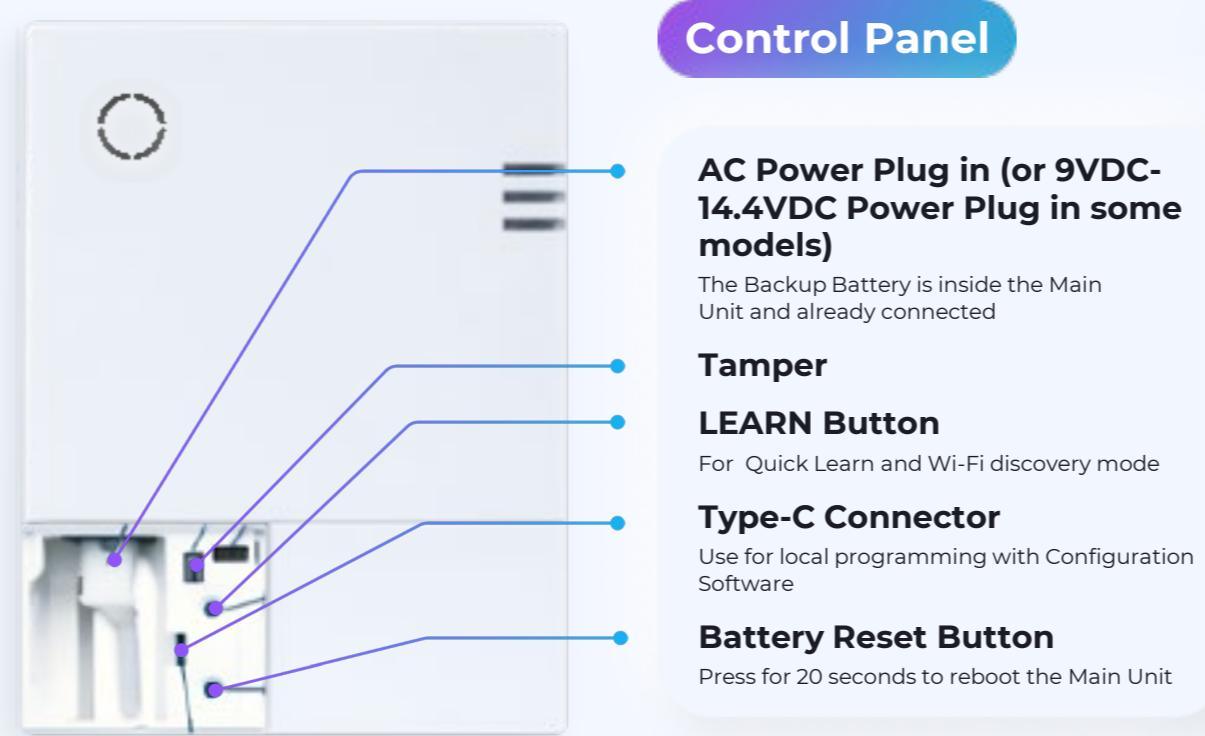 Control Panel
AC Power Plug in (or 9VDC-
14.4VDC Power Plug in some
models)
The Backup Battery is inside the Main
Unit and already connected
Tamper
LEARN Button
For  Quick Learn and Wi-Fi discovery mode
Type-C Connector
Use for local programming with Configuration
Software
Battery Reset Button
Press for 20 seconds to reboot the Main Unit